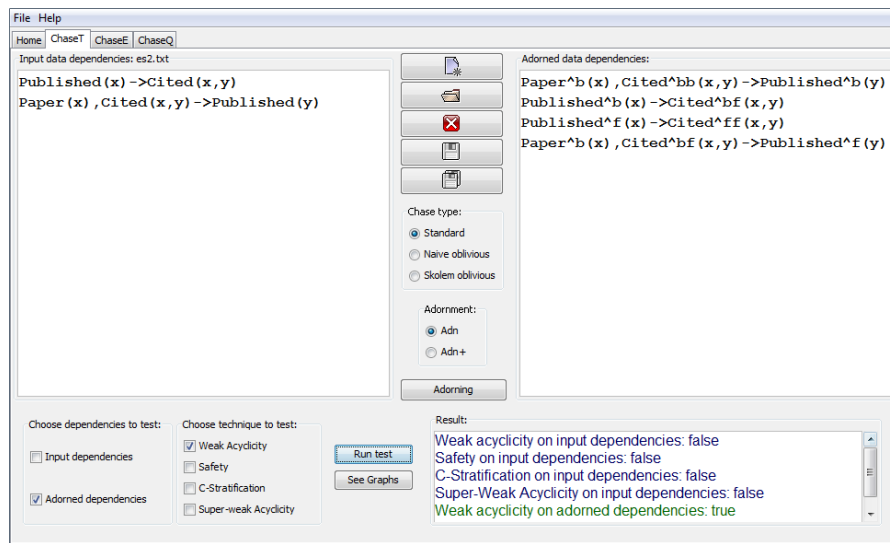 File Help
Home ChaseT ChaseE ChaseQ
Input data dependencies: es2.txt
Published(x)->Cited(x,y)
Paper(x),Cited(x,y)->Published(y)
Chase type:
Standard
Naive oblivious
Skolem oblivious
Adornment:
Adn
Adn+
Adorning
Adorned data dependencies:
Paper^b(x),Cited^bb(x,y)->Published^b(y)
Published^b(x)->Cited^bf(x,y)
Published^f(x)->Cited^ff(x,y)
Paper^b(x),Cited^bf(x,y)->Published^f(y)
Choose dependencies to test:
Input dependencies
Adorned dependencies
Choose technique to test:
Weak Acyclicity
Safety
C-Stratification
Super-weak Acyclicity
Run test
See Graphs
Result:
Weak acyclicity on input dependencies: false
Safety on input dependencies: false
C-Stratification on input dependencies: false
Super-Weak Acyclicity on input dependencies: false
Weak acyclicity on adorned dependencies: true